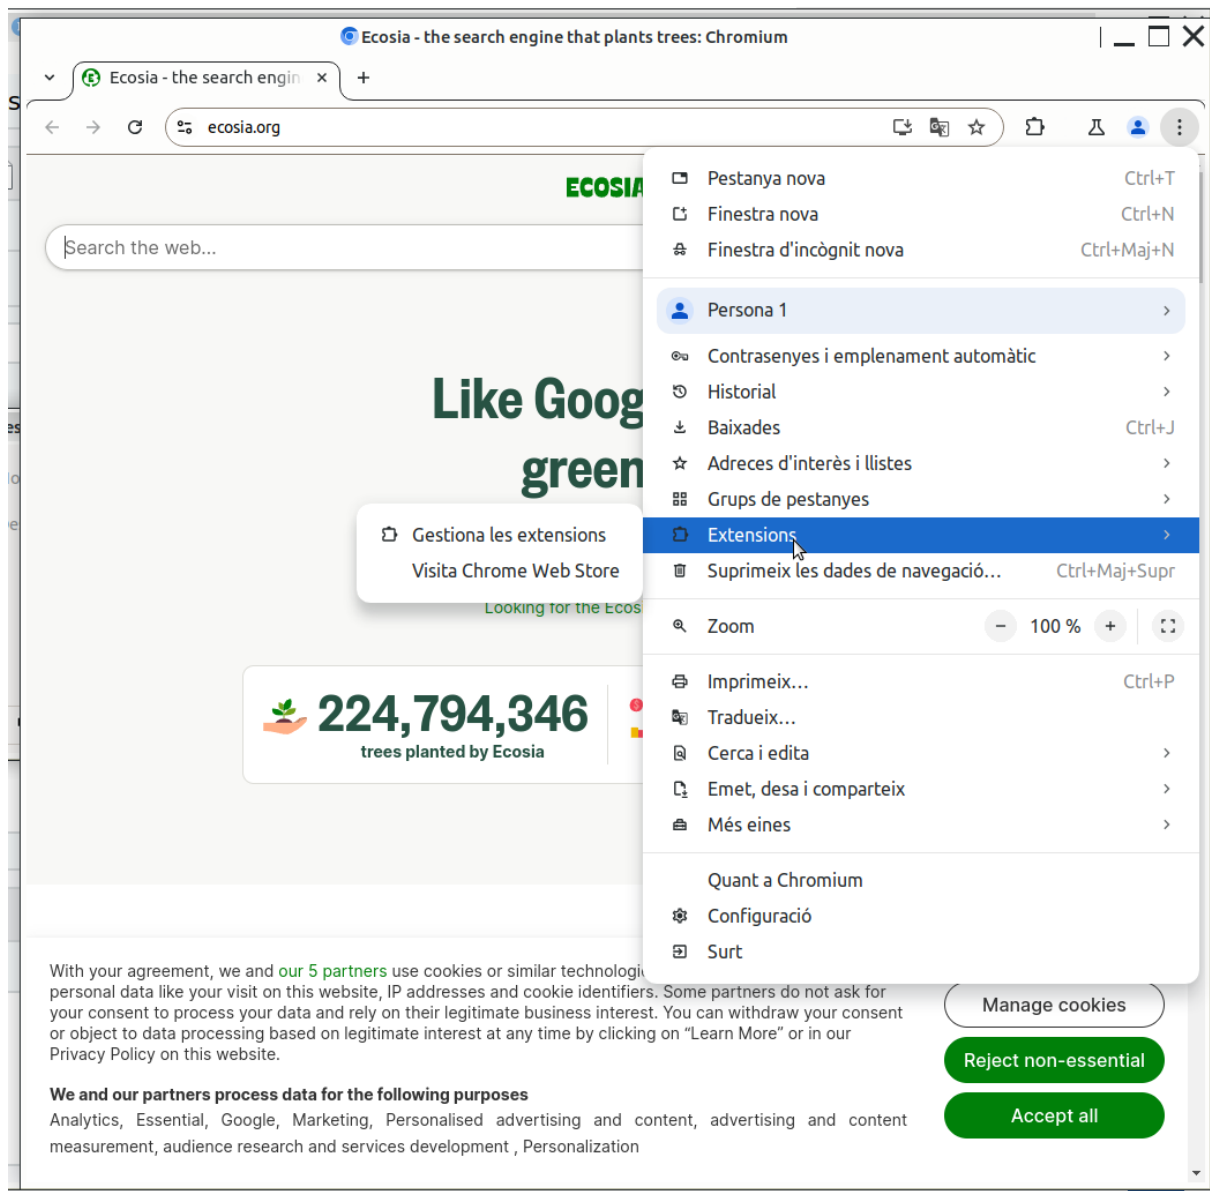 Ecosia - the search engine that plants trees: Chromium
Ecosia - the search engin
ecosia.org
ECOSIA
Search the web...
Like Goog
green
Looking for the Ecos
224,794,346
trees planted by Ecosia
Pestanya nova Ctrl+T
Finestra nova Ctrl+N
Finestra d'incògnit nova Ctrl+Maj+N
Persona 1
Contrasenyes i emplenament automàtic
Historial
Baixades Ctrl+J
Adreces d'interès i llistes
Grups de pestanyes
Extensions
Gestiona les extensions
Visita Chrome Web Store
Suprimeix les dades de navegació... Ctrl+Maj+Supr
Zoom − 100 % +
Imprimeix... Ctrl+P
Tradueix...
Cerca i edita
Emet, desa i comparteix
Més eines
Quant a Chromium
Configuració
Surt
With your agreement, we and our 5 partners use cookies or similar technologi
personal data like your visit on this website, IP addresses and cookie identifiers. Some partners do not ask for
your consent to process your data and rely on their legitimate business interest. You can withdraw your consent
or object to data processing based on legitimate interest at any time by clicking on “Learn More” or in our
Privacy Policy on this website.
We and our partners process data for the following purposes
Analytics, Essential, Google, Marketing, Personalised advertising and content, advertising and content
measurement, audience research and services development , Personalization
Manage cookies
Reject non-essential
Accept all